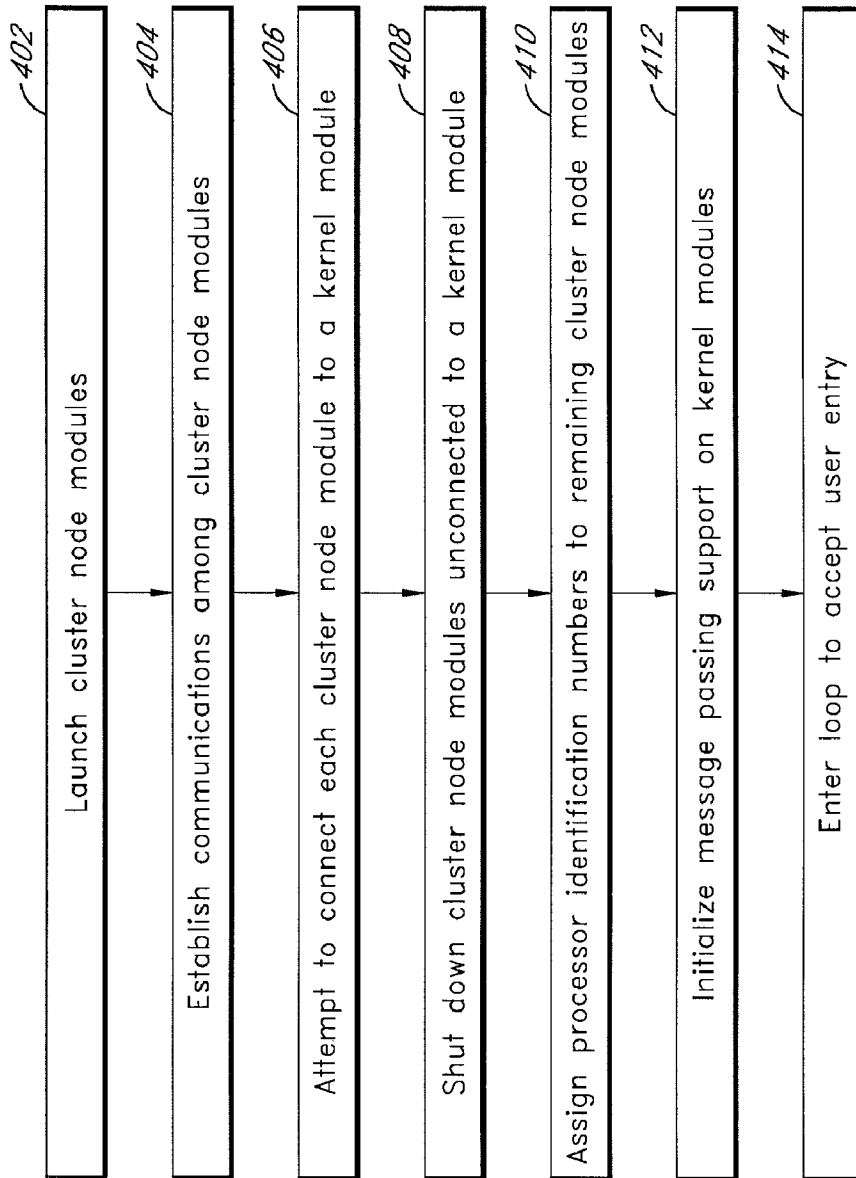 402
Launch cluster node modules
404
Establish communications among cluster node modules
406
Attempt to connect each cluster node module to a kernel module
408
Shut down cluster node modules unconnected to a kernel module
410
Assign processor identification numbers to remaining cluster node modules
412
Initialize message passing support on kernel modules
414
Enter loop to accept user entry